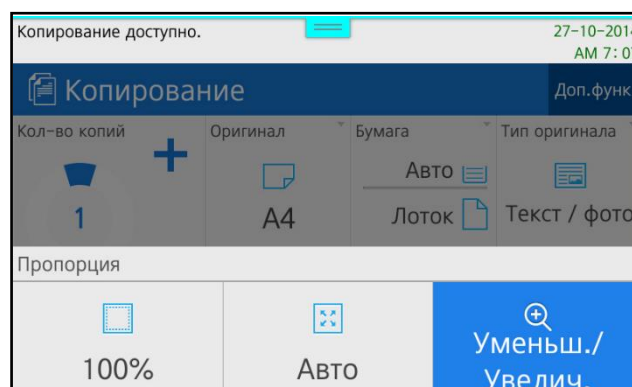 Копирование доступно.
27-10-2014
AM 7: 0
Копирование
Доп.функ
Кол-во копий
Оригинал
Бумага
Тип оригинала
Авто
1
A4
Лоток
Текст / фото
Пропорция
100%
Авто
Уменьш./
Увелич.